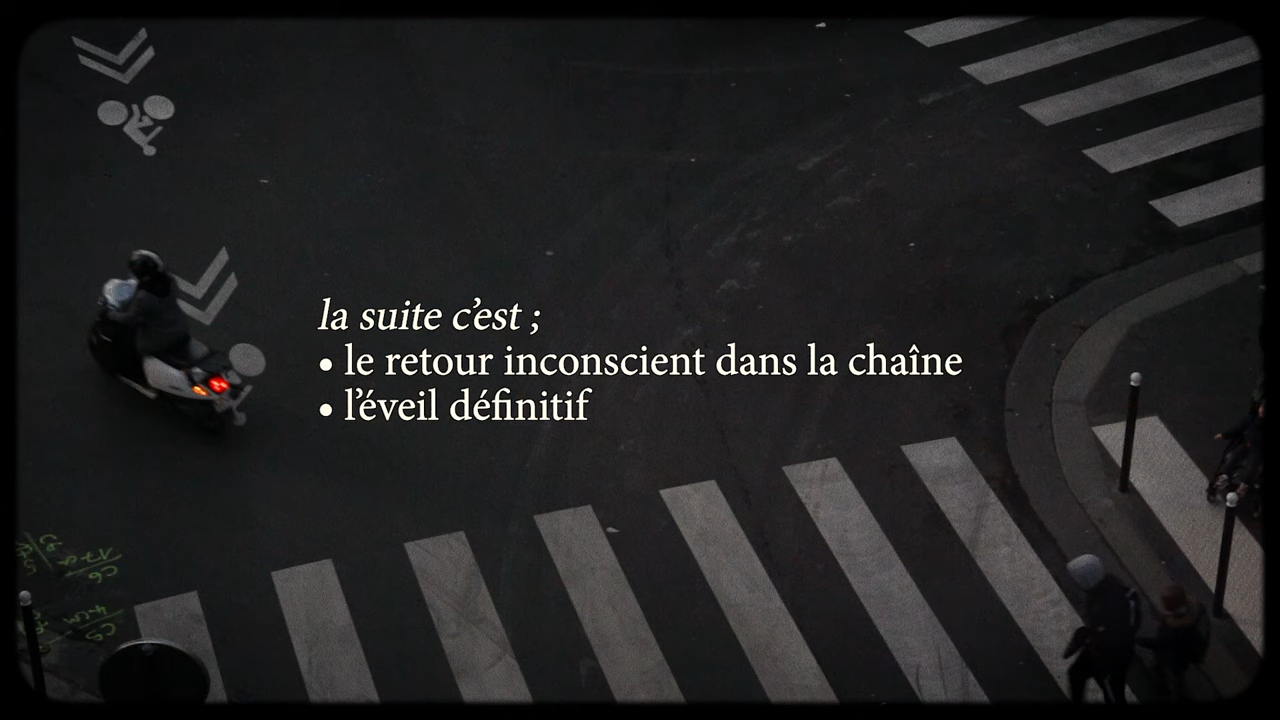 la suite c’est ;
• le retour inconscient dans la chaîne
• l’éveil définitif